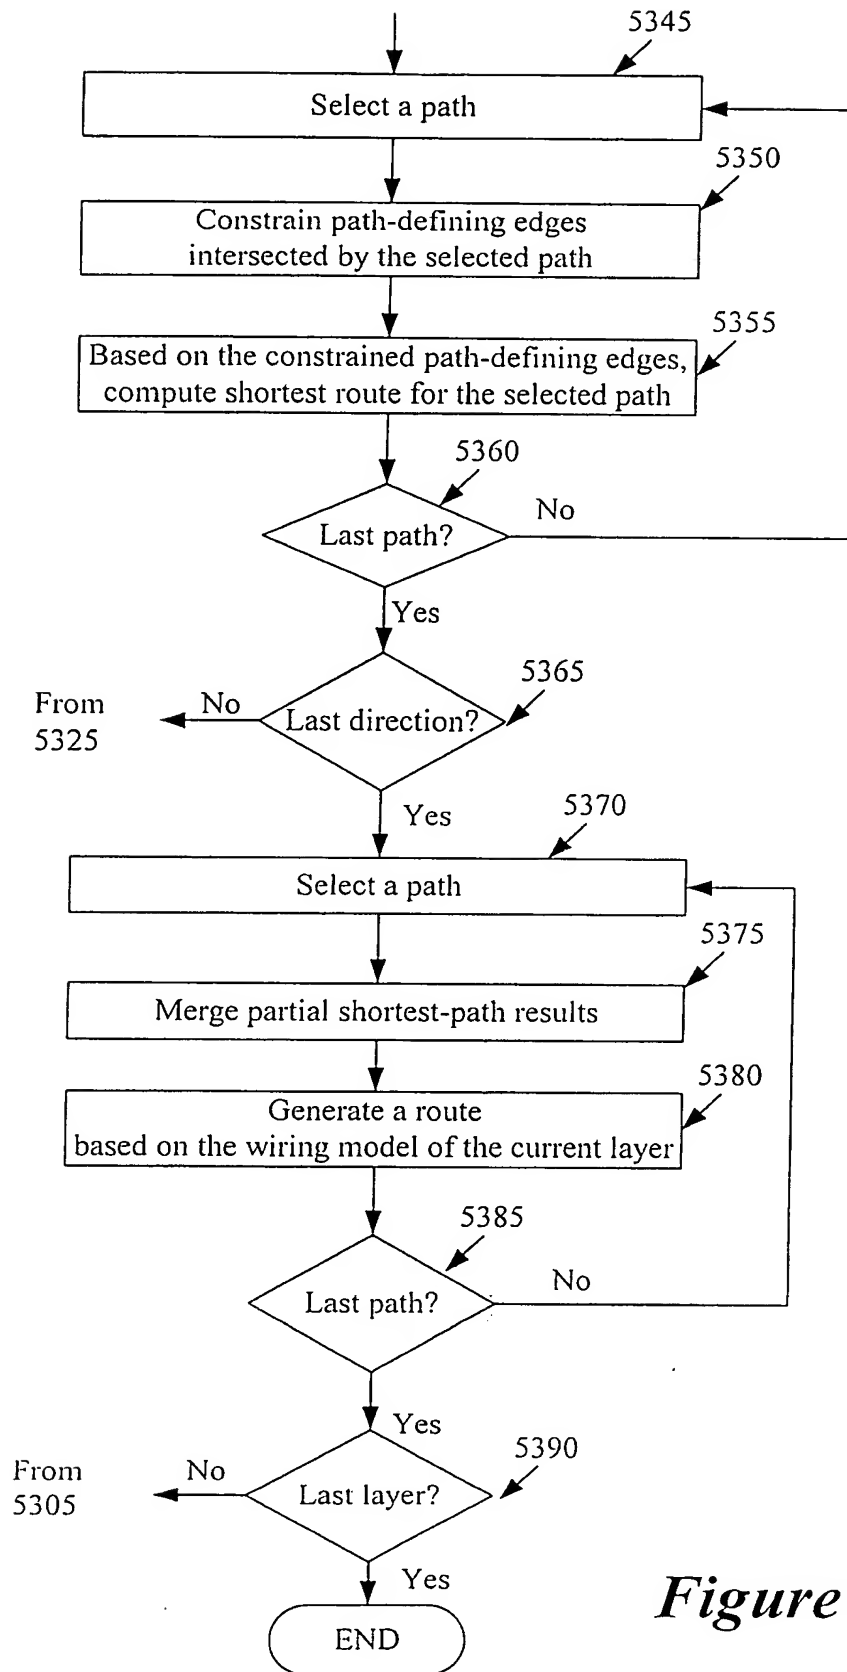 5345
Select a path
5350
Constrain path-defining edges
intersected by the selected path
5355
Based on the constrained path-defining edges,
compute shortest route for the selected path
5360
Last path?
No
Yes
5365
From
5325
No
Last direction?
Yes
5370
Select a path
5375
Merge partial shortest-path results
5380
Generate a route
based on the wiring model of the current layer
5385
Last path?
No
Yes
5390
From
5305
No
Last layer?
Yes
END
Figure